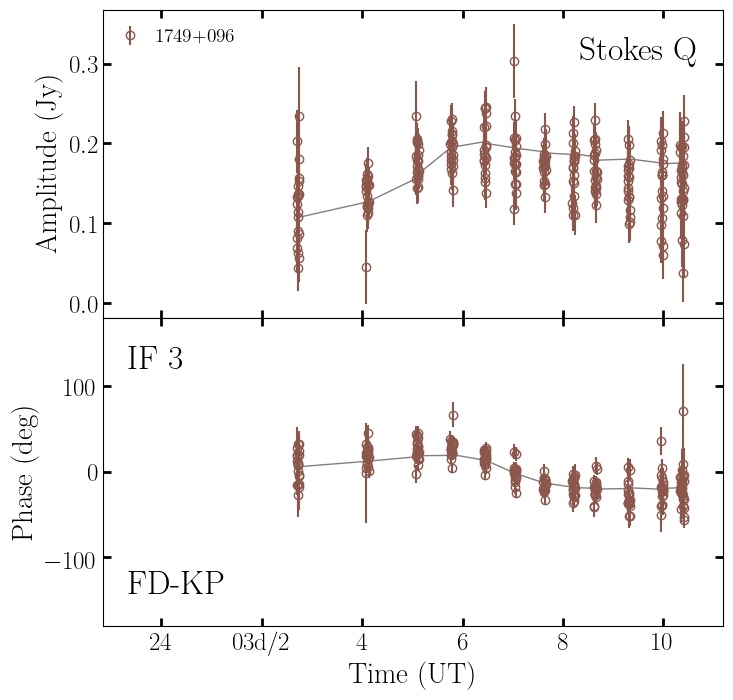 1749+096
Stokes Q
Amplitude (Jy)
0.3
0.2
0.1
0.0
IF 3
Phase (deg)
100
0
−100
FD-KP
24 03d/2 4 6 8 10
Time (UT)